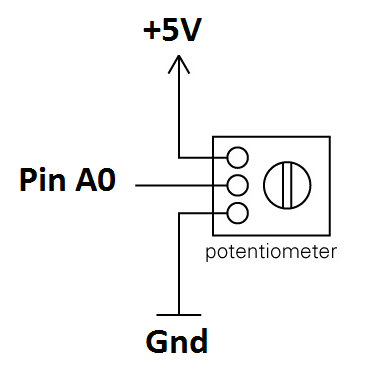 +5V
Pin A0
potentiometer
Gnd